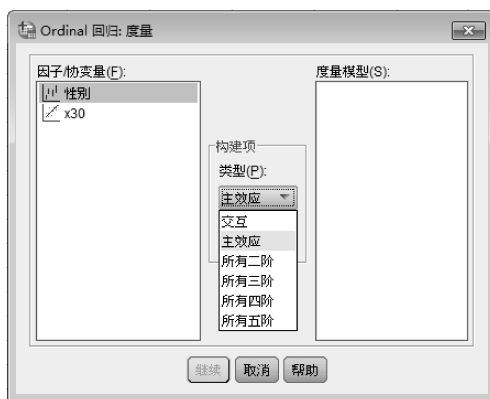 Ordinal 回归: 度量
因子/协变量(F):
性别
x30
构建项
类型(P):
主效应
交互
主效应
所有二阶
所有三阶
所有四阶
所有五阶
度量模型(S):
继续 取消 帮助